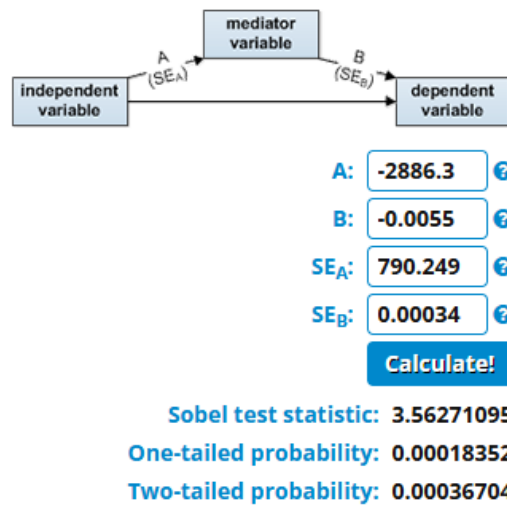 mediator
variable
A
(SEA)
B
(SEB)
independent
variable
dependent
variable
A: -2886.3 ?
B: -0.0055 ?
SEA: 790.249 ?
SEB: 0.00034 ?
Calculate!
Sobel test statistic: 3.56271095
One-tailed probability: 0.00018352
Two-tailed probability: 0.00036704